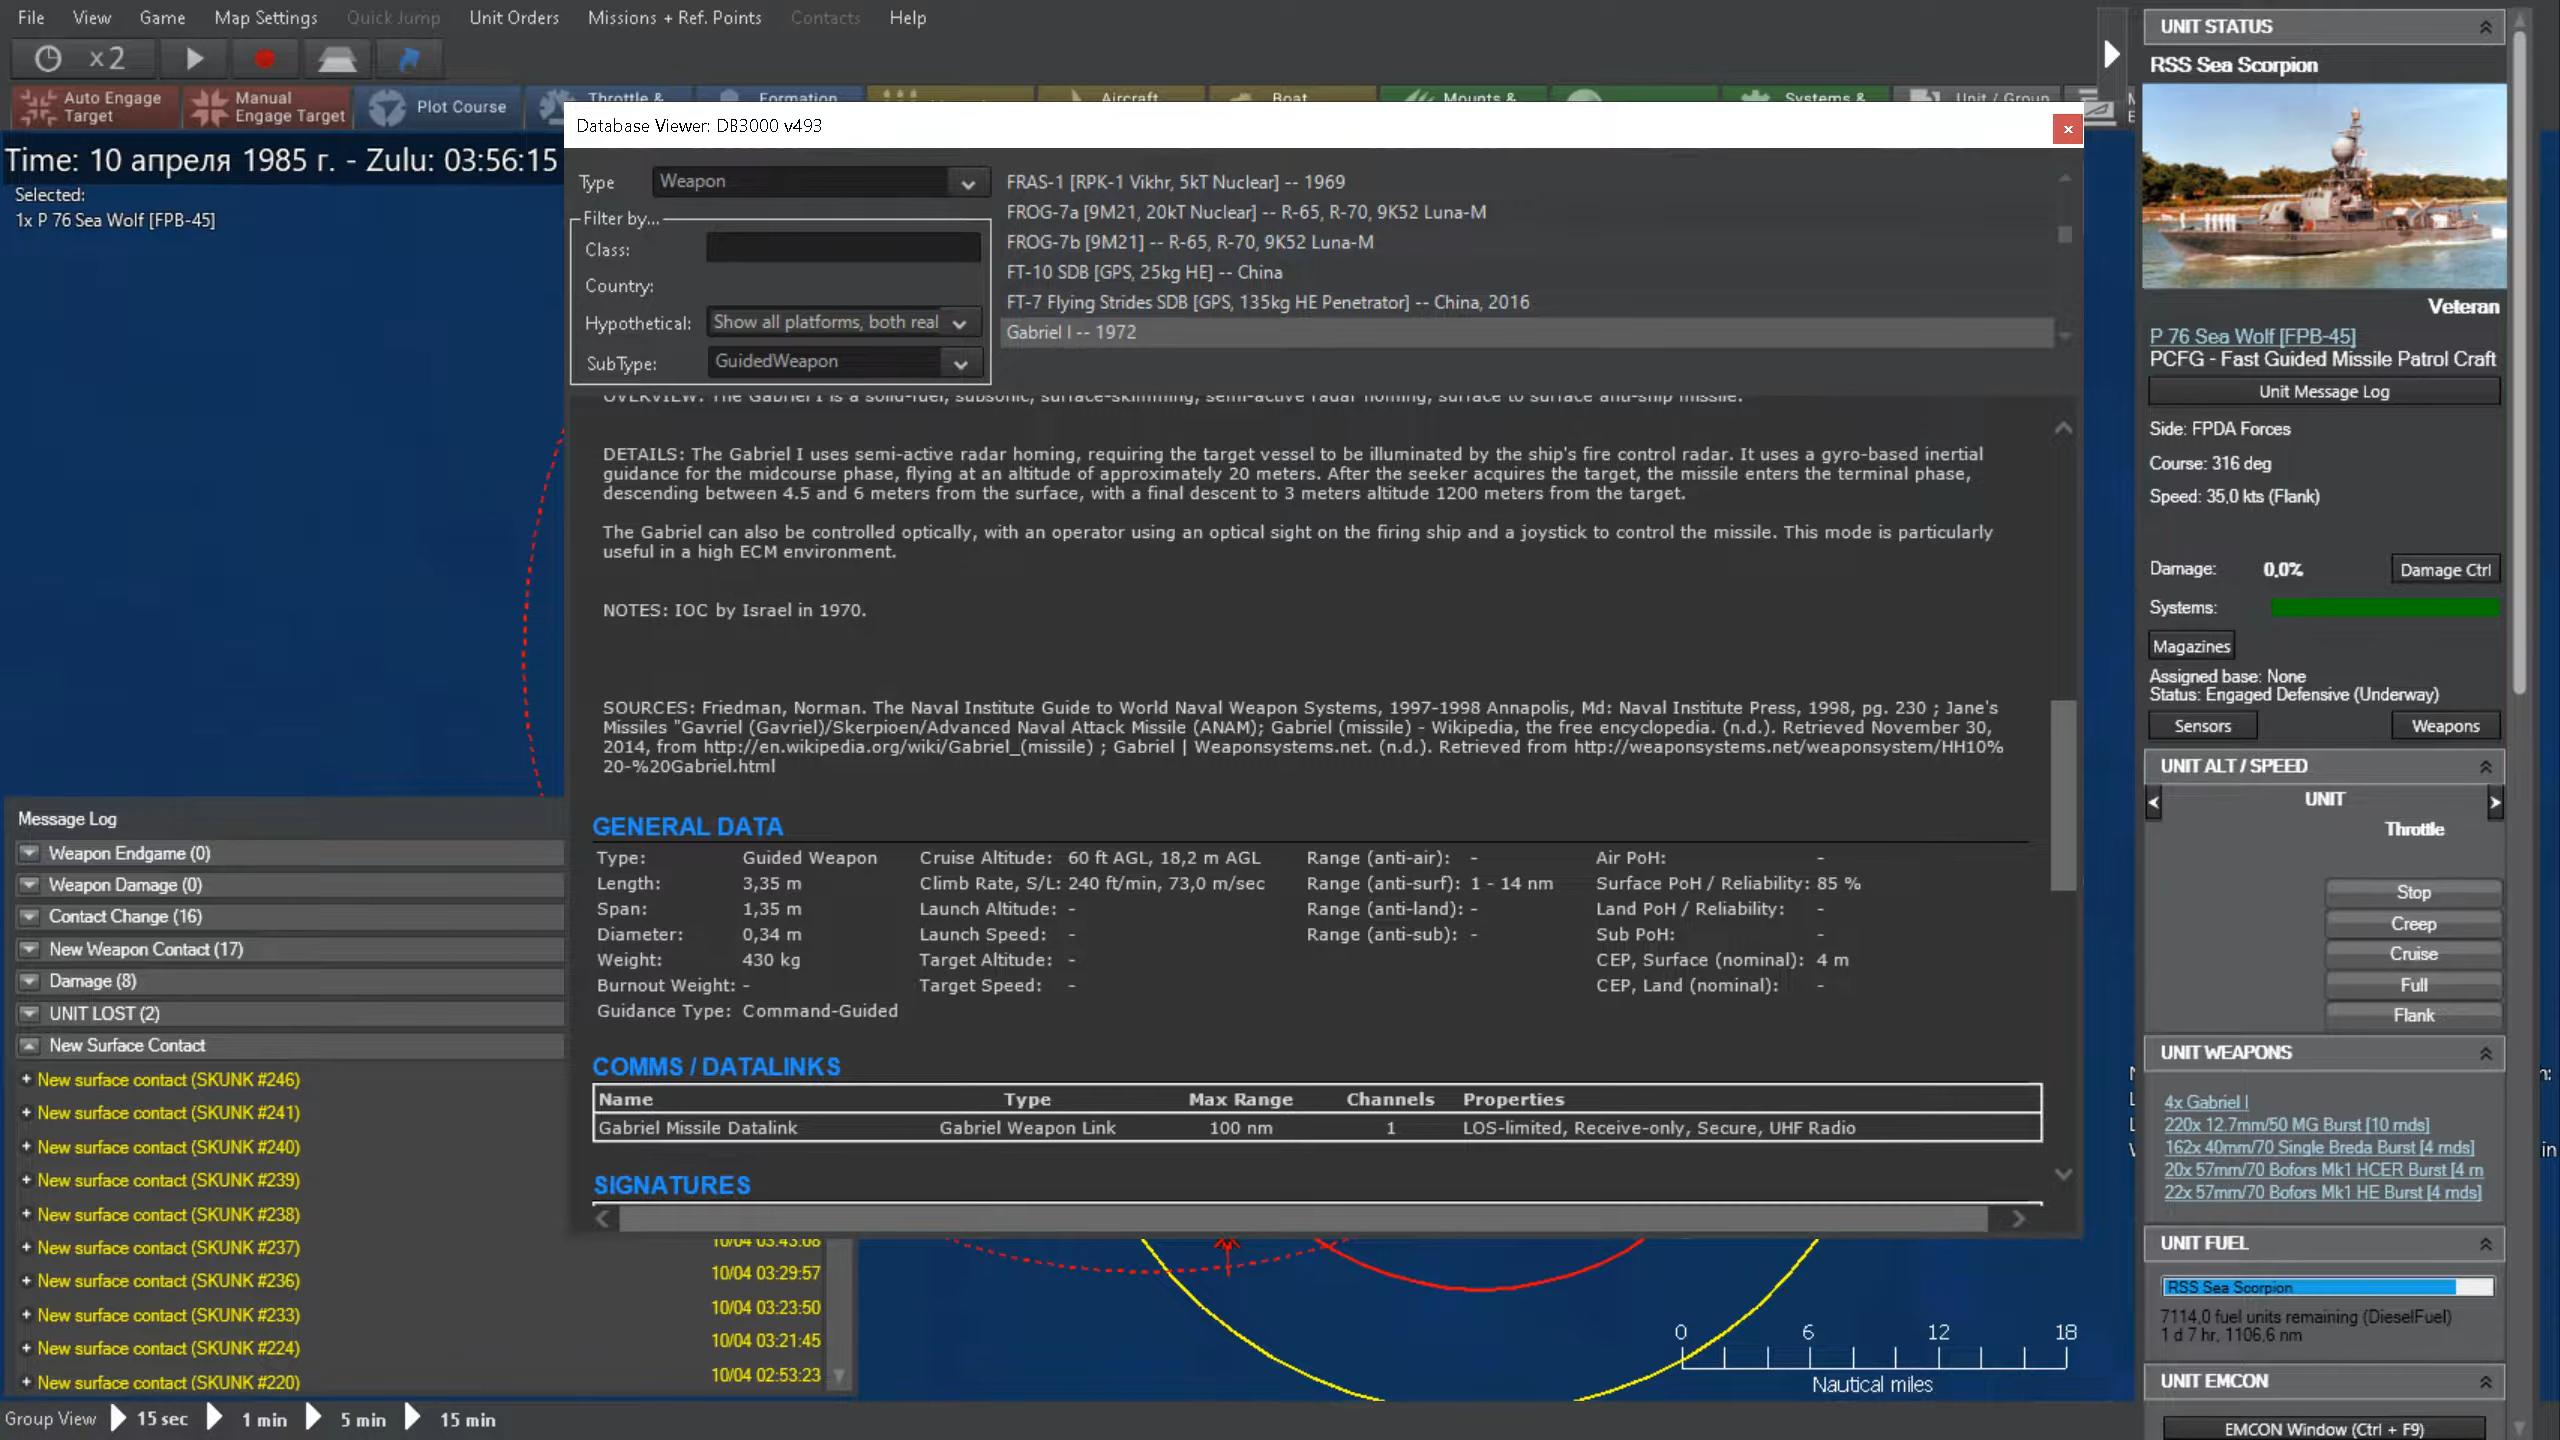 File View Game Map Settings Quick Jump Unit Orders Missions + Ref. Points Contacts Help
x 2
Auto Engage Target
Manual Engage Target
Plot Course
Throttle &
Formation
Aircraft
Boat
Mounts &
Systems &
Unit / Group
Time: 10 апреля 1985 г. - Zulu: 03:56:15
Selected:
1x P 76 Sea Wolf [FPB-45]
Database Viewer: DB3000 v493
Type Weapon
Filter by...
Class:
Country:
Hypothetical: Show all platforms, both real
SubType: GuidedWeapon
FRAS-1 [RPK-1 Vikhr, 5kT Nuclear] -- 1969
FROG-7a [9M21, 20kT Nuclear] -- R-65, R-70, 9K52 Luna-M
FROG-7b [9M21] -- R-65, R-70, 9K52 Luna-M
FT-10 SDB [GPS, 25kg HE] -- China
FT-7 Flying Strides SDB [GPS, 135kg HE Penetrator] -- China, 2016
Gabriel I -- 1972
OVERVIEW: The Gabriel I is a solid-fuel, subsonic, surface-skimming, semi-active radar homing, surface to surface anti-ship missile.
DETAILS: The Gabriel I uses semi-active radar homing, requiring the target vessel to be illuminated by the ship's fire control radar. It uses a gyro-based inertial
guidance for the midcourse phase, flying at an altitude of approximately 20 meters. After the seeker acquires the target, the missile enters the terminal phase,
descending between 4.5 and 6 meters from the surface, with a final descent to 3 meters altitude 1200 meters from the target.
The Gabriel can also be controlled optically, with an operator using an optical sight on the firing ship and a joystick to control the missile. This mode is particularly
useful in a high ECM environment.
NOTES: IOC by Israel in 1970.
SOURCES: Friedman, Norman. The Naval Institute Guide to World Naval Weapon Systems, 1997-1998 Annapolis, Md: Naval Institute Press, 1998, pg. 230 ; Jane's
Missiles "Gavriel (Gavriel)/Skerpioen/Advanced Naval Attack Missile (ANAM); Gabriel (missile) - Wikipedia, the free encyclopedia. (n.d.). Retrieved November 30,
2014, from http://en.wikipedia.org/wiki/Gabriel_(missile) ; Gabriel | Weaponsystems.net. (n.d.). Retrieved from http://weaponsystems.net/weaponsystem/HH10%
20-%20Gabriel.html
GENERAL DATA
Type: Guided Weapon Cruise Altitude: 60 ft AGL, 18,2 m AGL Range (anti-air): - Air PoH: -
Length: 3,35 m Climb Rate, S/L: 240 ft/min, 73,0 m/sec Range (anti-surf): 1 - 14 nm Surface PoH / Reliability: 85 %
Span: 1,35 m Launch Altitude: - Range (anti-land): - Land PoH / Reliability: -
Diameter: 0,34 m Launch Speed: - Range (anti-sub): - Sub PoH: -
Weight: 430 kg Target Altitude: - CEP, Surface (nominal): 4 m
Burnout Weight: - Target Speed: - CEP, Land (nominal): -
Guidance Type: Command-Guided
COMMS / DATALINKS
Name Type Max Range Channels Properties
Gabriel Missile Datalink Gabriel Weapon Link 100 nm 1 LOS-limited, Receive-only, Secure, UHF Radio
SIGNATURES
Message Log
Weapon Endgame (0)
Weapon Damage (0)
Contact Change (16)
New Weapon Contact (17)
Damage (8)
UNIT LOST (2)
New Surface Contact
+ New surface contact (SKUNK #246)
+ New surface contact (SKUNK #241)
+ New surface contact (SKUNK #240)
+ New surface contact (SKUNK #239)
+ New surface contact (SKUNK #238)
+ New surface contact (SKUNK #237) 10/04 03:43:08
+ New surface contact (SKUNK #236) 10/04 03:29:57
+ New surface contact (SKUNK #233) 10/04 03:23:50
+ New surface contact (SKUNK #224) 10/04 03:21:45
+ New surface contact (SKUNK #220) 10/04 02:53:23
0 6 12 18
Nautical miles
Group View 15 sec 1 min 5 min 15 min
UNIT STATUS
RSS Sea Scorpion
Veteran
P 76 Sea Wolf [FPB-45]
PCFG - Fast Guided Missile Patrol Craft
Unit Message Log
Side: FPDA Forces
Course: 316 deg
Speed: 35,0 kts (Flank)
Damage: 0,0% Damage Ctrl
Systems:
Magazines
Assigned base: None
Status: Engaged Defensive (Underway)
Sensors Weapons
UNIT ALT / SPEED
UNIT
Throttle
Stop
Creep
Cruise
Full
Flank
UNIT WEAPONS
4x Gabriel I
220x 12.7mm/50 MG Burst [10 rnds]
162x 40mm/70 Single Breda Burst [4 rnds]
20x 57mm/70 Bofors Mk1 HCER Burst [4 rn
22x 57mm/70 Bofors Mk1 HE Burst [4 rnds]
UNIT FUEL
RSS Sea Scorpion
7114,0 fuel units remaining (DieselFuel)
1 d 7 hr, 1106,6 nm
UNIT EMCON
EMCON Window (Ctrl + F9)